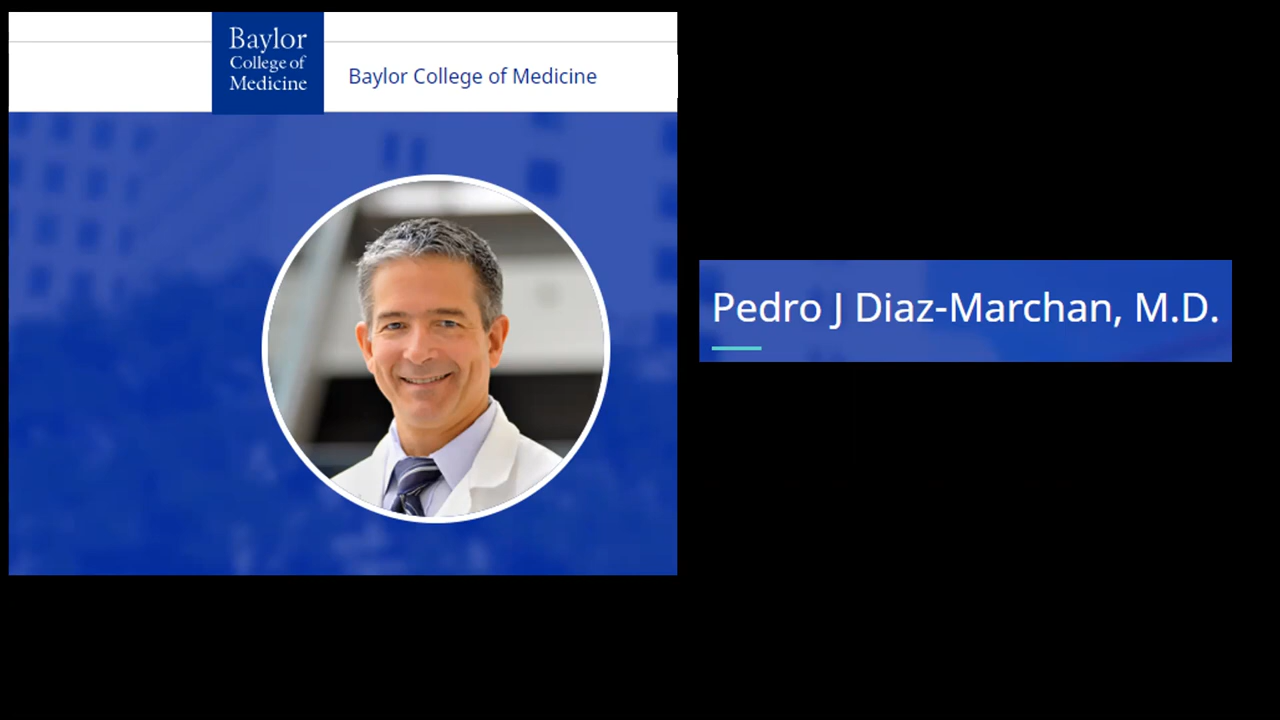 Baylor
College of
Medicine
Baylor College of Medicine
Pedro J Diaz-Marchan, M.D.